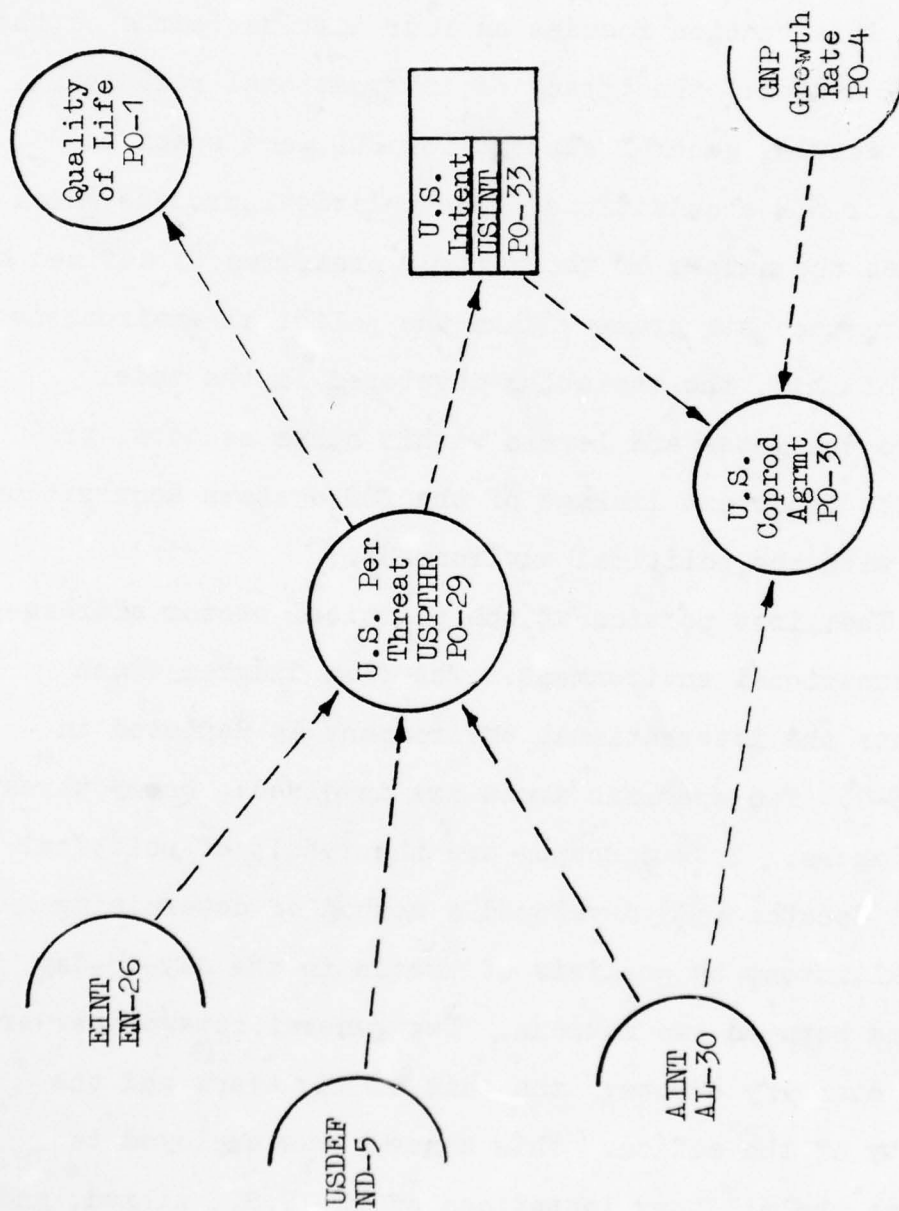 EINT
EN-26
Quality
of Life
PO-1
USDEF
ND-5
U.S. Per
Threat
USPTHR
PO-29
U.S.
Intent
USINT
PO-33
AINT
AL-30
U.S.
Coprod
Agrmt
PO-30
GNP
Growth
Rate
PO-4